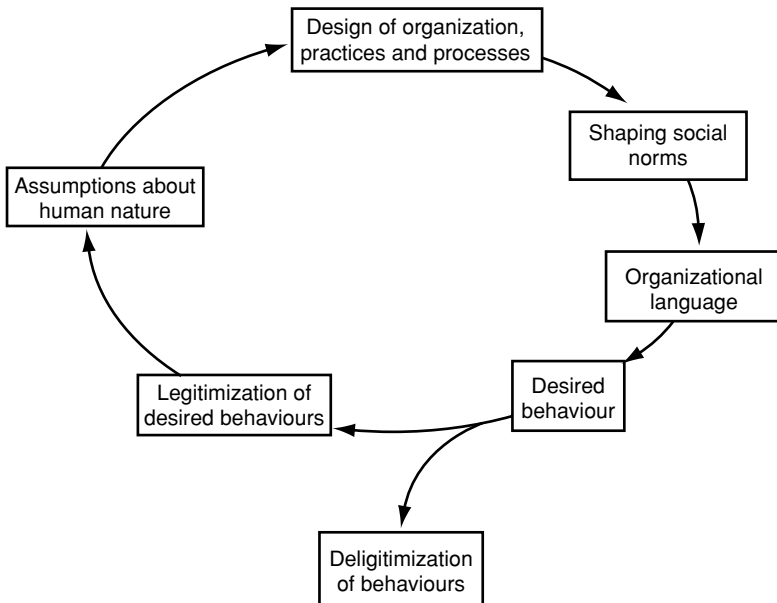 Design of organization,
practices and processes
Shaping social
norms
Assumptions about
human nature
Organizational
language
Desired
behaviour
Legitimization of
desired behaviours
Deligitimization
of behaviours